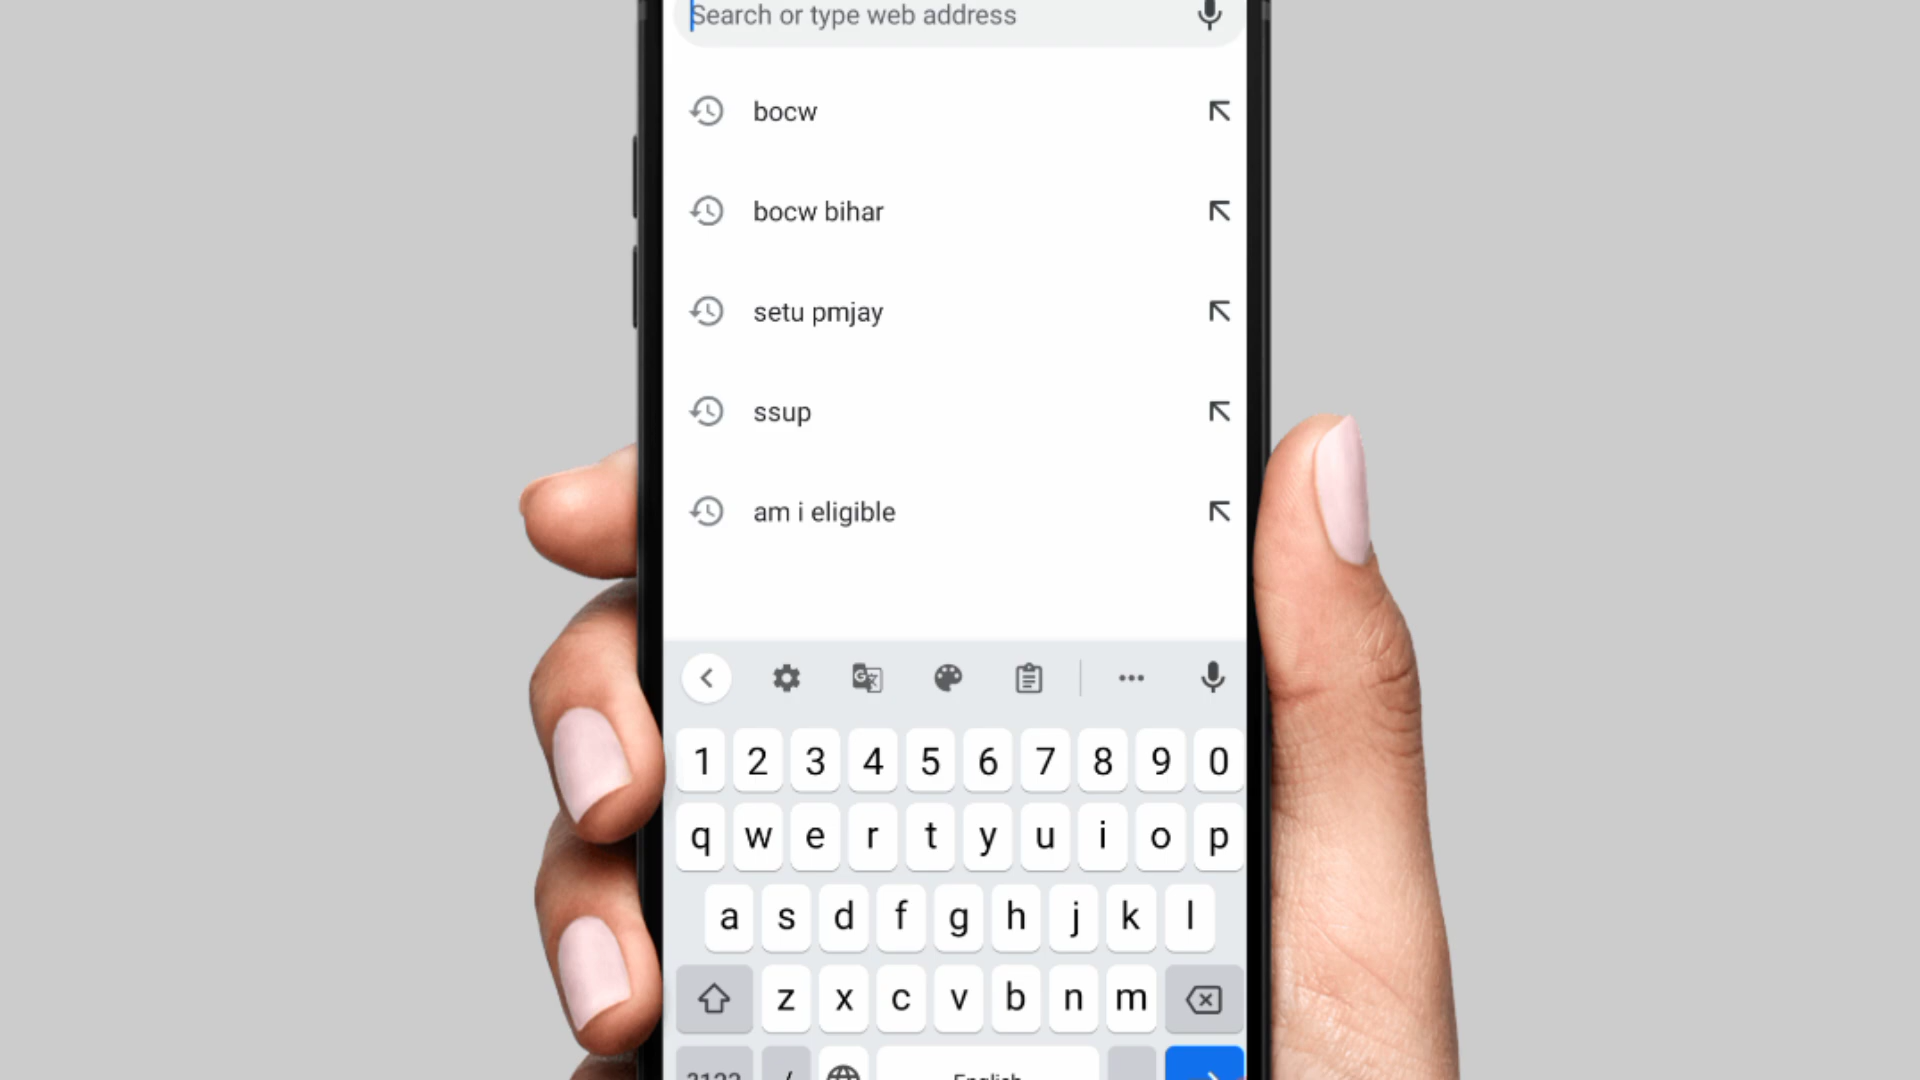 Search or type web address
bocw
bocw bihar
setu pmjay
ssup
am i eligible
1 2 3 4 5 6 7 8 9 0
q w e r t y u i o p
a s d f g h j k l
z x c v b n m
English